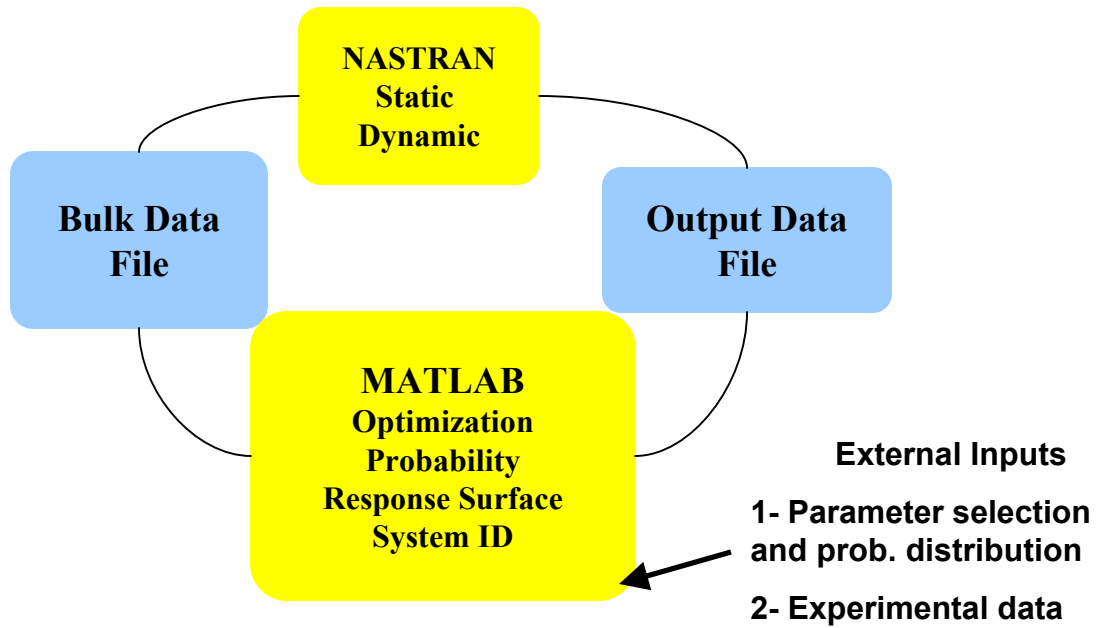 NASTRAN
Static
Dynamic
Bulk Data
File
Output Data
File
MATLAB
Optimization
Probability
Response Surface
System ID
External Inputs
1- Parameter selection
and prob. distribution
2- Experimental data